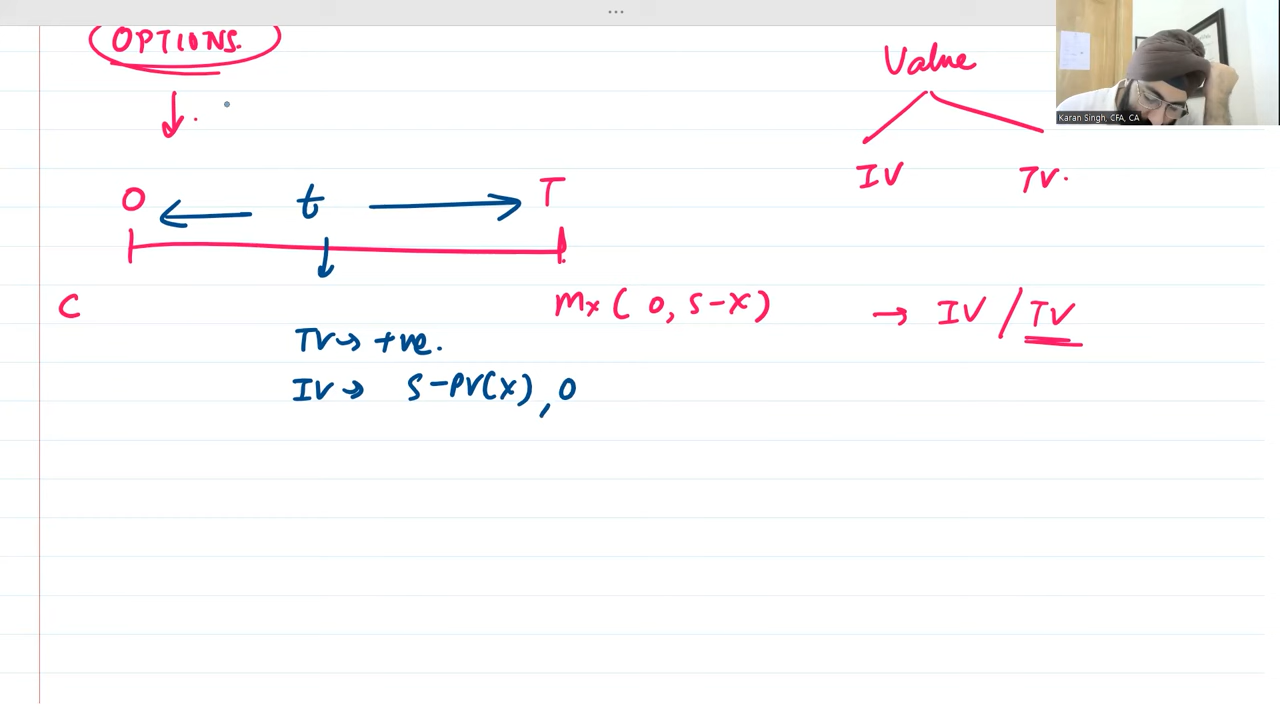 OPTIONS.
Value
Karan Singh, CFA, CA
IV TV.
0 t T
C Mx ( 0, S-X) → IV / TV
TV → +ve.
IV → S - PV(X), 0